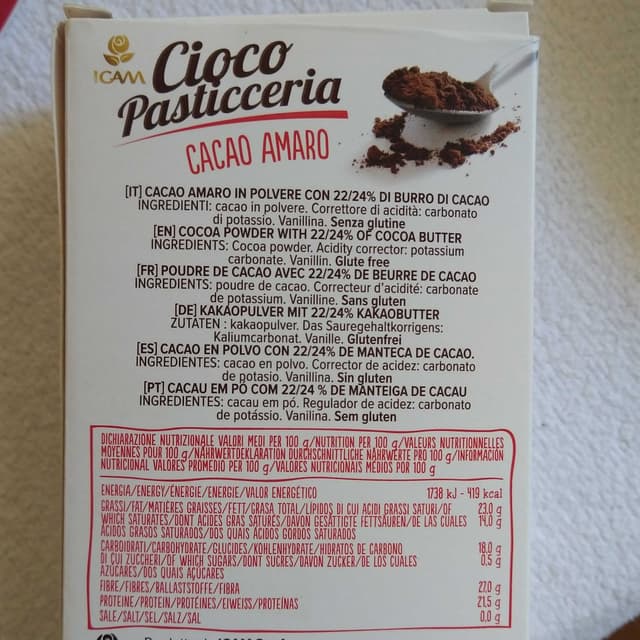 ICAM
Cioco
Pasticceria
CACAO AMARO
[IT] CACAO AMARO IN POLVERE CON 22/24% DI BURRO DI CACAO
INGREDIENTI: cacao in polvere. Correttore di acidità: carbonato
di potassio. Vanillina. Senza glutine
[EN] COCOA POWDER WITH 22/24% OF COCOA BUTTER
INGREDIENTS: Cocoa powder. Acidity corrector: potassium
carbonate. Vanillin. Glute free
[FR] POUDRE DE CACAO AVEC 22/24% DE BEURRE DE CACAO
INGREDIENTS: poudre de cacao. Correcteur d'acidité: carbonate
de potassium. Vanilline. Sans gluten
[DE] KAKAOPULVER MIT 22/24% KAKAOBUTTER
ZUTATEN : kakaopulver. Das Sauregehaltkorrigens:
Kaliumcarbonat. Vanille. Glutenfrei
[ES] CACAO EN POLVO CON 22/24% DE MANTECA DE CACAO.
INGREDIENTES: cacao en polvo. Corrector de acidez: carbonato
de potasio. Vanillina. Sin gluten
[PT] CACAU EM PÓ COM 22/24 % DE MANTEIGA DE CACAU
INGREDIENTES: cacau em pó. Regulador de acidez: carbonato
de potássio. Vanilina. Sem gluten
DICHIARAZIONE NUTRIZIONALE VALORI MEDI PER 100 g/NUTRITION PER 100 g/VALEURS NUTRITIONNELLES
MOYENNES POUR 100 g/NÄHRWERTDEKLARATION DURCHSCHNITTLICHE NÄHRWERTE PRO 100 g/INFORMACIÓN
NUTRICIONAL VALORES PROMEDIO PER 100 g/VALORES NUTRICIONAIS MÉDIOS POR 100 g
ENERGIA/ENERGY/ÉNERGIE/ENERGIE/VALOR ENERGÉTICO 1738 kJ - 419 kcal
GRASSI/FAT/MATIÈRES GRAISSES/FETT/GRASA TOTAL/LÍPIDOS DI CUI ACIDI GRASSI SATURI/OF 23.0 g
WHICH SATURATES/DONT ACIDES GRAS SATURÉS/DAVON GESÄTTIGTE FETTSÄUREN/DE LAS CUALES 14.0 g
ÁCIDOS GRASOS SATURADOS/DOS QUAIS ÁCIDOS GORDOS SATURADOS
CARBOIDRATI/CARBOHYDRATE/GLUCIDES/KOHLENHYDRATE/HIDRATOS DE CARBONO 18.0 g
DI CUI ZUCCHERI/OF WHICH SUGARS/DONT SUCRES/DAVON ZUCKER/DE LOS CUALES 0,5 g
AZÚCARES/DOS QUAIS AÇÚCARES
FIBRE/FIBRES/BALLASTSTOFFE/FIBRA 27.0 g
PROTEINE/PROTEIN/PROTÉINES/EIWEISS/PROTEÍNAS 21,5 g
SALE/SALT/SEL/SALZ/SAL 0.0 g